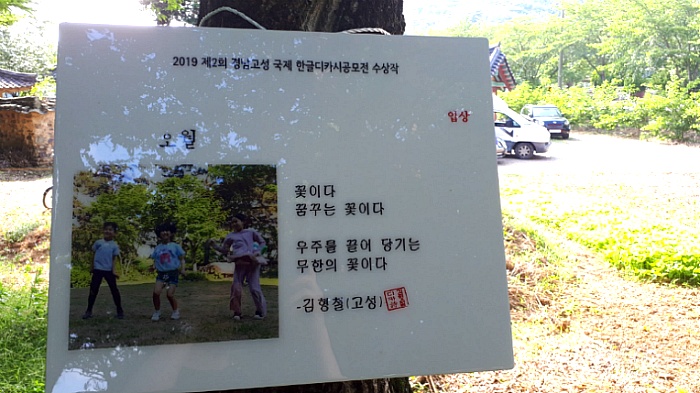 2019 제2회 경남고성 국제 한글디카시공모전 수상작
입상
오 월
꽃이다
꿈꾸는 꽃이다
우주를 끌어 당기는
무한의 꽃이다
-김형철(고성)